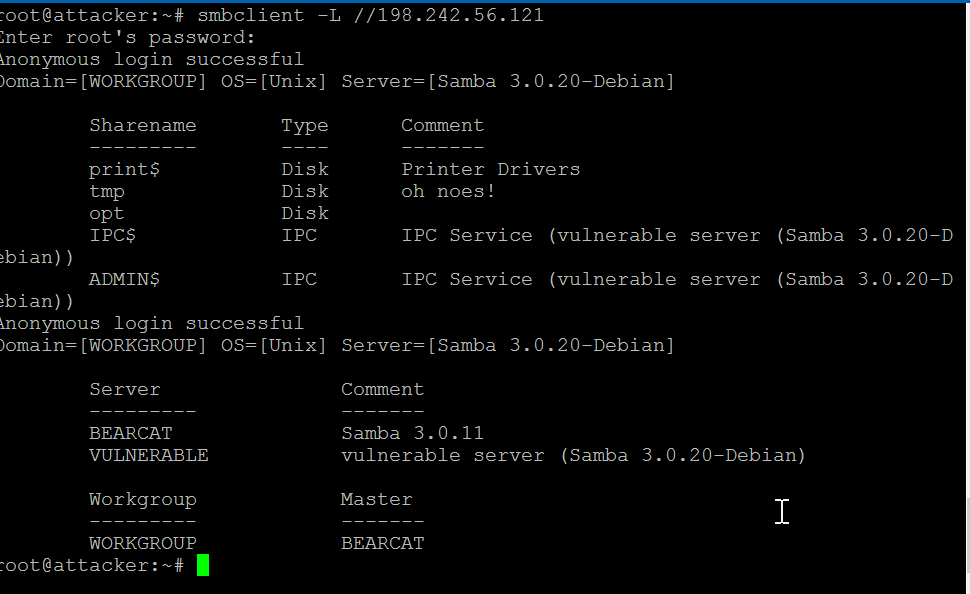 root@attacker:~# smbclient -L //198.242.56.121
Enter root's password:
Anonymous login successful
Domain=[WORKGROUP] OS=[Unix] Server=[Samba 3.0.20-Debian]
Sharename Type Comment
--------- ---- -------
print$ Disk Printer Drivers
tmp Disk oh noes!
opt Disk
IPC$ IPC IPC Service (vulnerable server (Samba 3.0.20-D
ebian))
ADMIN$ IPC IPC Service (vulnerable server (Samba 3.0.20-D
ebian))
Anonymous login successful
Domain=[WORKGROUP] OS=[Unix] Server=[Samba 3.0.20-Debian]
Server Comment
--------- -------
BEARCAT Samba 3.0.11
VULNERABLE vulnerable server (Samba 3.0.20-Debian)
Workgroup Master
--------- -------
WORKGROUP BEARCAT
root@attacker:~#